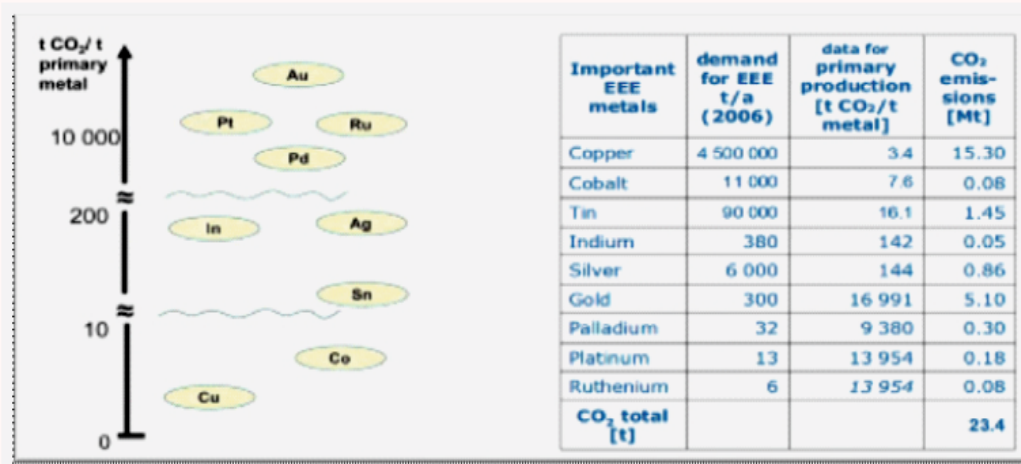 t CO₂/ t
primary
metal
Au
Pt
Ru
10 000
Pd
≈
200
In
Ag
Sn
≈
10
Co
Cu
0
Important EEE metals | demand for EEE t/a (2006) | data for primary production [t CO₂/t metal] | CO₂ emis-sions [Mt]
Copper 4 500 000 3.4 15.30
Cobalt 11 000 7.6 0.08
Tin 90 000 16.1 1.45
Indium 380 142 0.05
Silver 6 000 144 0.86
Gold 300 16 991 5.10
Palladium 32 9 380 0.30
Platinum 13 13 954 0.18
Ruthenium 6 13 954 0.08
CO₂ total [t] 23.4